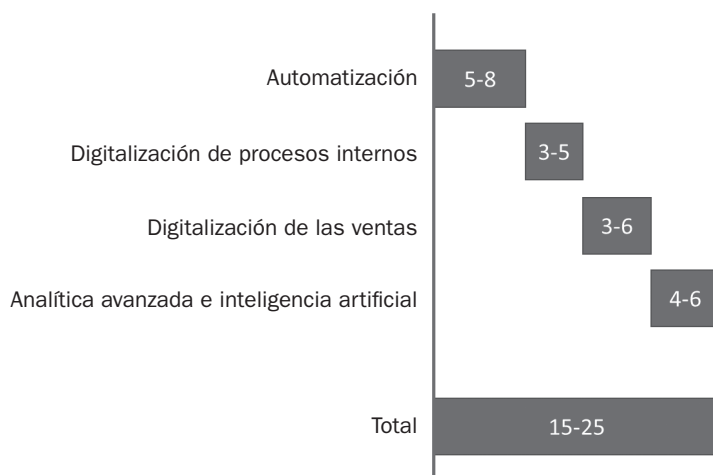 Automatización 5-8
Digitalización de procesos internos 3-5
Digitalización de las ventas 3-6
Analítica avanzada e inteligencia artificial 4-6
Total 15-25